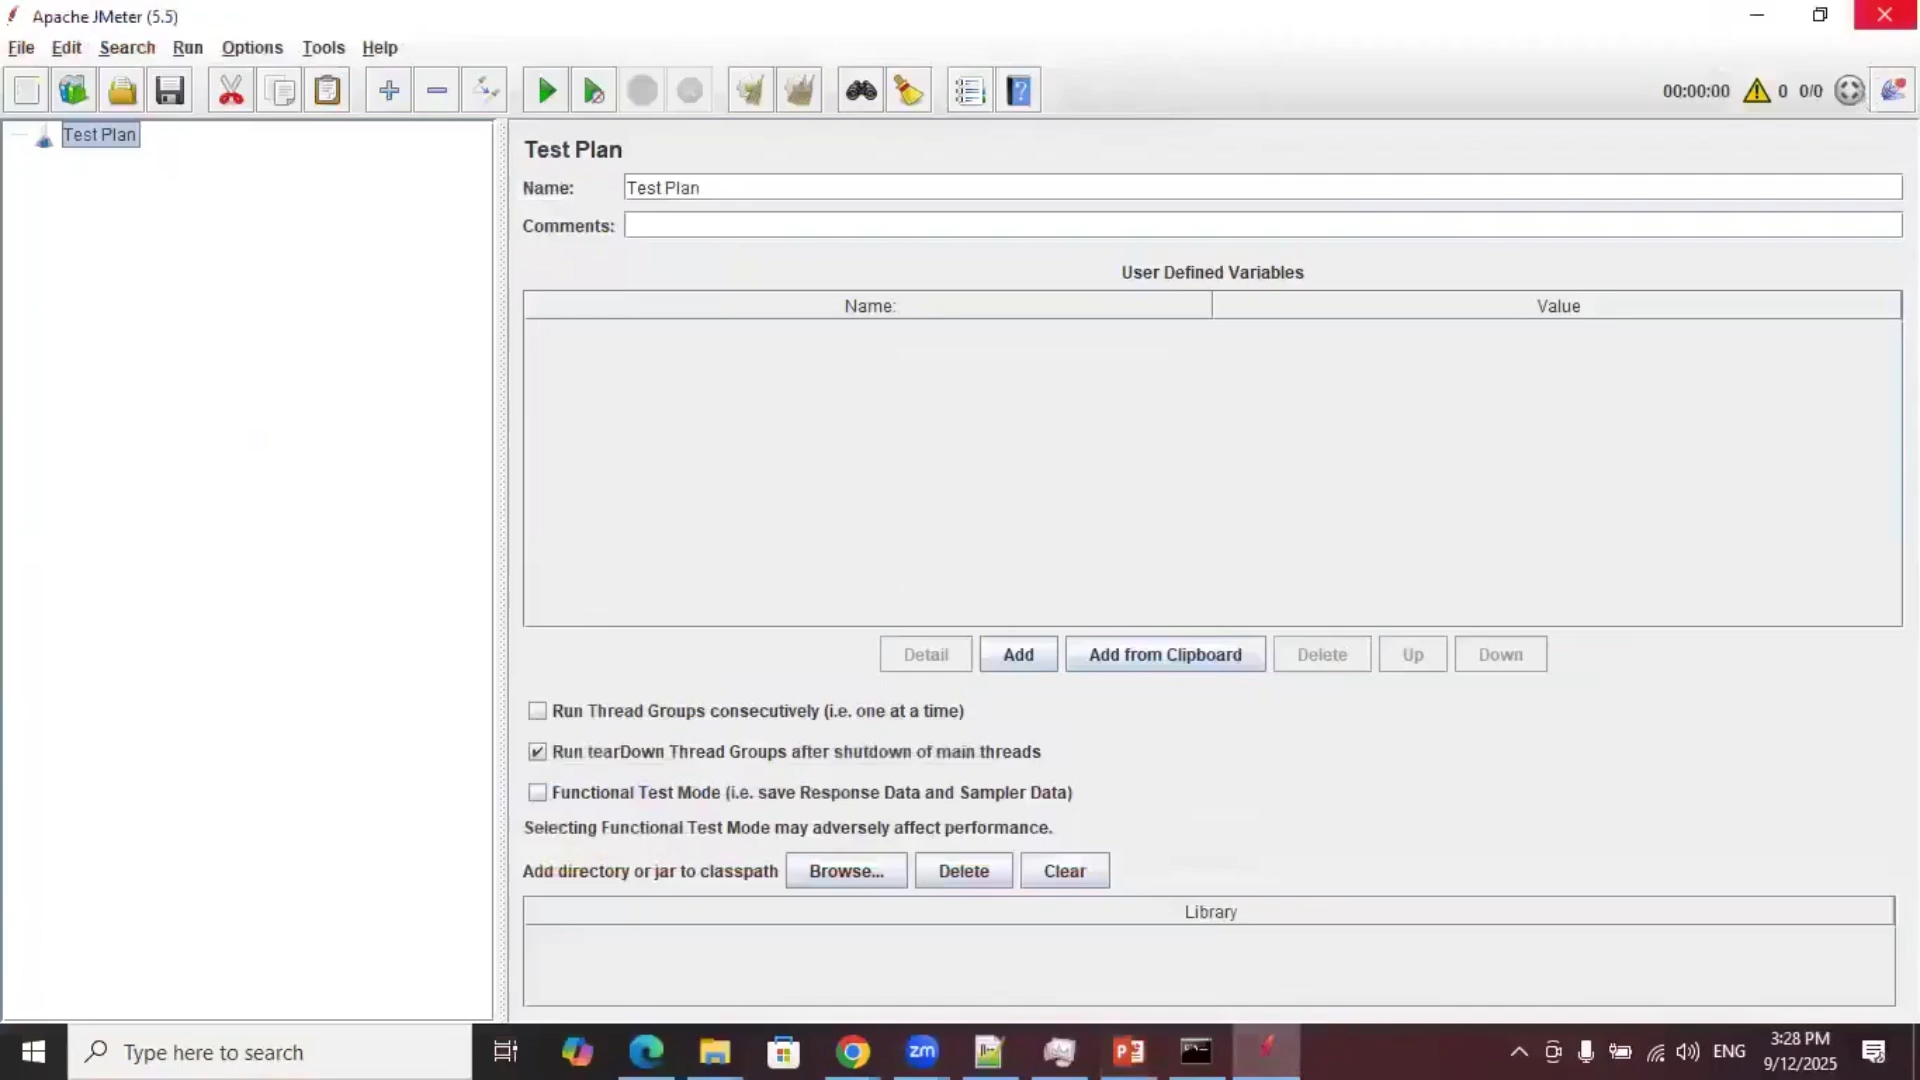 Apache JMeter (5.5)
File Edit Search Run Options Tools Help
00:00:00 0 0/0
Test Plan
Test Plan
Name: Test Plan
Comments:
User Defined Variables
Name: Value
Detail Add Add from Clipboard Delete Up Down
Run Thread Groups consecutively (i.e. one at a time)
Run tearDown Thread Groups after shutdown of main threads
Functional Test Mode (i.e. save Response Data and Sampler Data)
Selecting Functional Test Mode may adversely affect performance.
Add directory or jar to classpath Browse... Delete Clear
Library
Type here to search
zm
ENG
3:28 PM
9/12/2025